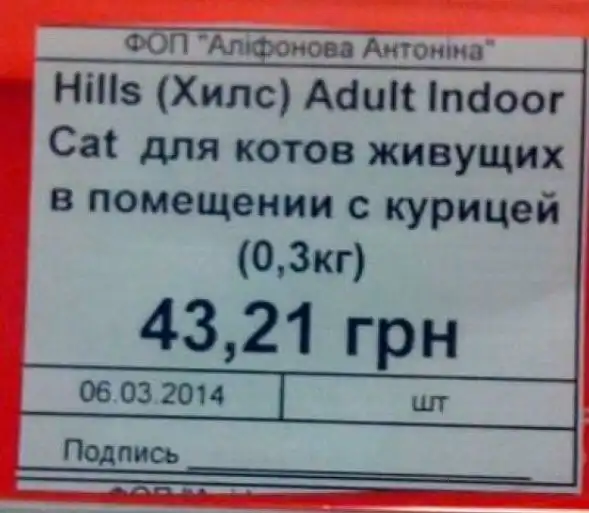 ФОП "Аліфонова Антоніна"
Hills (Хилс) Adult Indoor
Cat для котов живущих
в помещении с курицей
(0,3кг)
43,21 грн
06.03.2014 шт
Подпись